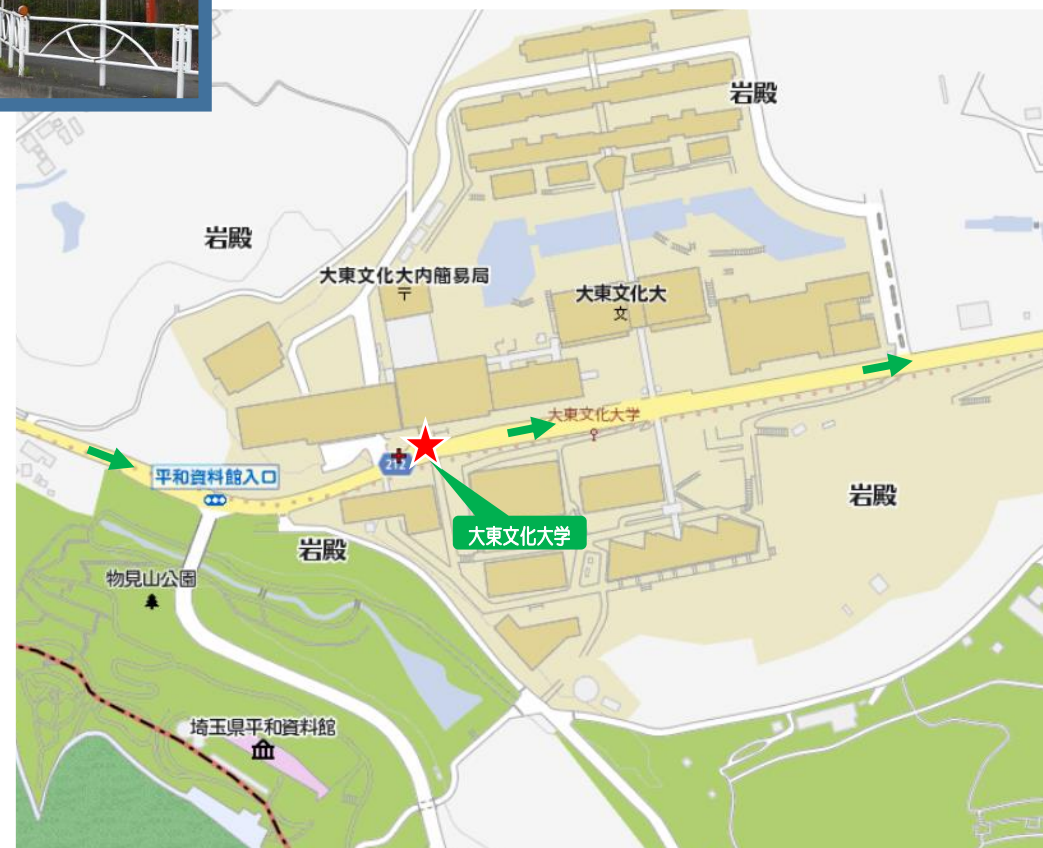 岩殿
岩殿
大東文化大内簡易局
〒
大東文化大
文
大東文化大学
212
平和資料館入口
大東文化大学
岩殿
岩殿
物見山公園
埼玉県平和資料館